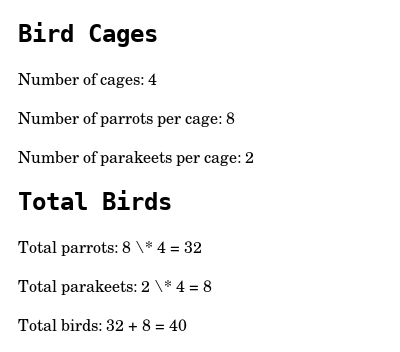 Bird Cages
Number of cages: 4
Number of parrots per cage: 8
Number of parakeets per cage: 2
Total Birds
Total parrots: 8 \* 4 = 32
Total parakeets: 2 \* 4 = 8
Total birds: 32 + 8 = 40